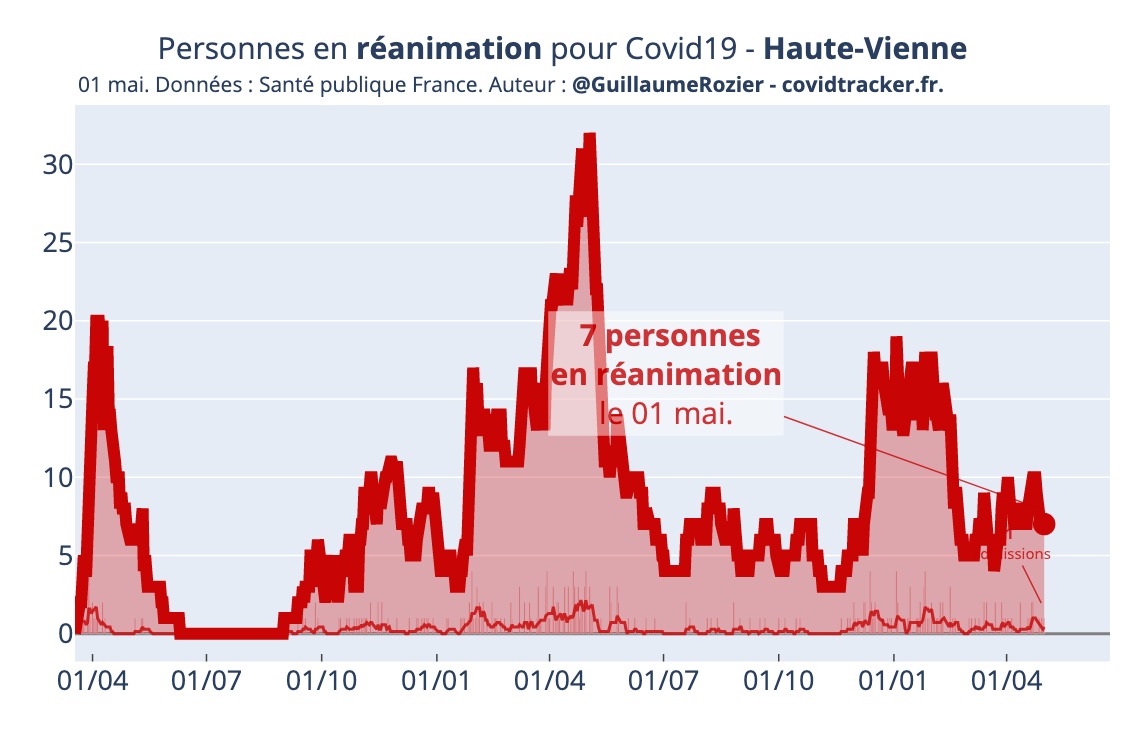 Personnes en réanimation pour Covid19 - Haute-Vienne
01 mai. Données : Santé publique France. Auteur : @GuillaumeRozier - covidtracker.fr.
30
25
20
15
10
5
0
7 personnes
en réanimation
le 01 mai.
01/04 01/07 01/10 01/01 01/04 01/07 01/10 01/01 01/04